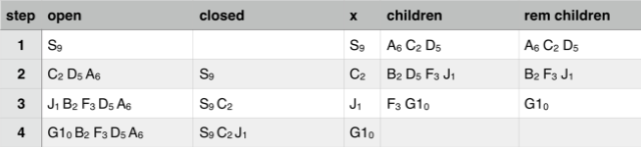 step open closed x children rem children
1 S₉ S₉ A₆ C₂ D₅ A₆ C₂ D₅
2 C₂ D₅ A₆ S₉ C₂ B₂ D₅ F₃ J₁ B₂ F₃ J₁
3 J₁ B₂ F₃ D₅ A₆ S₉ C₂ J₁ F₃ G1₀ G1₀
4 G1₀ B₂ F₃ D₅ A₆ S₉ C₂ J₁ G1₀